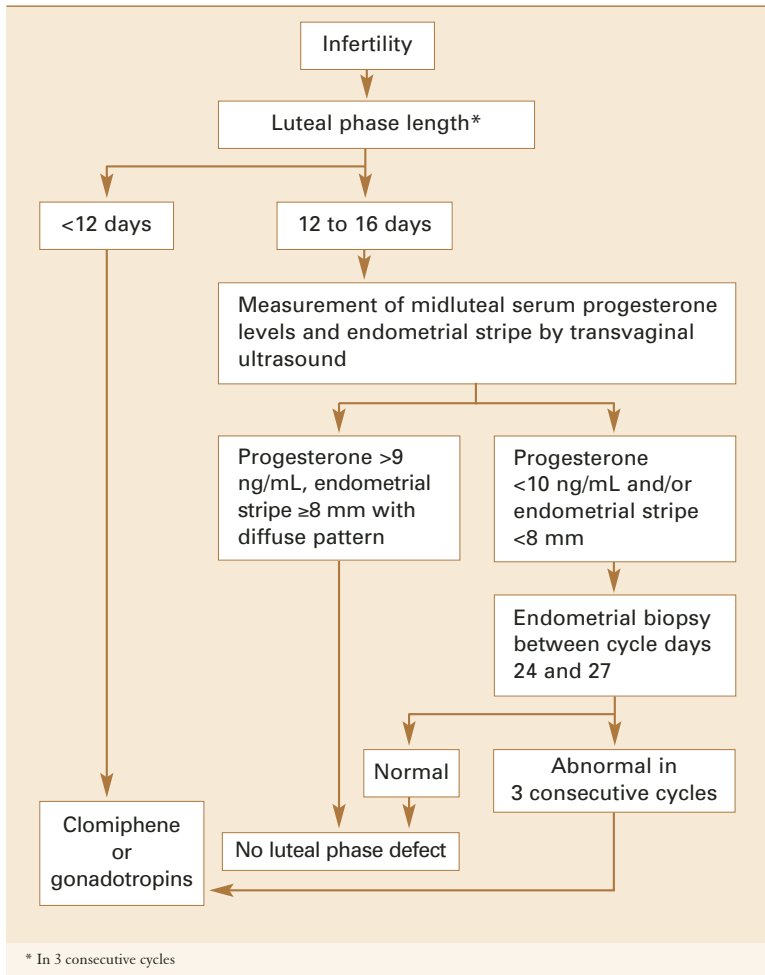 Infertility
Luteal phase length*
<12 days
12 to 16 days
Measurement of midluteal serum progesterone
levels and endometrial stripe by transvaginal
ultrasound
Progesterone >9
ng/mL, endometrial
stripe ≥8 mm with
diffuse pattern
Progesterone
<10 ng/mL and/or
endometrial stripe
<8 mm
Endometrial biopsy
between cycle days
24 and 27
Normal
Abnormal in
3 consecutive cycles
Clomiphene
or
gonadotropins
No luteal phase defect
* In 3 consecutive cycles